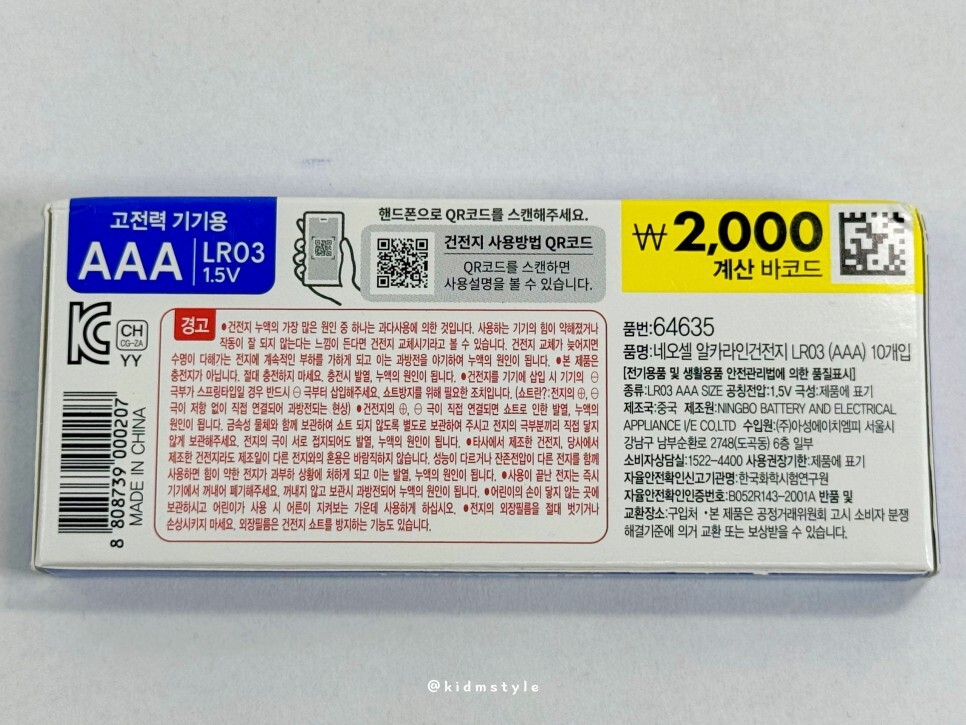 고전력 기기용
AAA
LR03
1.5V
핸드폰으로 QR코드를 스캔해주세요.
건전지 사용방법 QR코드
QR코드를 스캔하면
사용설명을 볼 수 있습니다.
₩2,000
계산 바코드
KC
CH
CG-ZA
YY
8 808739 000207
MADE IN CHINA
경고
•건전지 누액의 가장 많은 원인 중 하나는 과다사용에 의한 것입니다. 사용하는 기기의 힘이 약해졌거나
작동이 잘 되지 않는다는 느낌이 든다면 건전지 교체시기라고 볼 수 있습니다. 건전지 교체가 늦어지면
수명이 다해가는 전지에 계속적인 부하를 가하게 되고 이는 과방전을 야기하여 누액의 원인이 됩니다. •본 제품은
충전지가 아닙니다. 절대 충전하지 마세요. 충전시 발열, 누액의 원인이 됩니다. •건전지를 기기에 삽입 시 기기의 ⊖
극부가 스프링타입일 경우 반드시 ⊖ 극부터 삽입해주세요. 쇼트방지를 위해 필요한 조치입니다. (쇼트란?:전지의 ⊕, ⊖
극이 저항 없이 직접 연결되어 과방전되는 현상) •건전지의 ⊕, ⊖ 극이 직접 연결되면 쇼트로 인한 발열, 누액의
원인이 됩니다. 금속성 물체와 함께 보관하여 쇼트 되지 않도록 별도로 보관하여 주시고 전지의 극부분끼리 직접 닿지
않게 보관해주세요. 전지의 극이 서로 접지되어도 발열, 누액의 원인이 됩니다. •타사에서 제조한 건전지, 당사에서
제조한 건전지라도 제조일이 다른 전지와의 혼용은 바람직하지 않습니다. 성능이 다르거나 잔존전압이 다른 전지를 함께
사용하면 힘이 약한 전지가 과부하 상황에 처하게 되고 이는 발열, 누액의 원인이 됩니다. •사용이 끝난 전지는 즉시
기기에서 꺼내어 폐기해주세요. 꺼내지 않고 보관시 과방전되어 누액의 원인이 됩니다. •어린이의 손이 닿지 않는 곳에
보관하시고 어린이가 사용 시 어른이 지켜보는 가운데 사용하게 하십시오. •전지의 외장필름을 절대 벗기거나
손상시키지 마세요. 외장필름은 건전지 쇼트를 방지하는 기능도 있습니다.
품번:64635
품명:네오셀 알카라인건전지 LR03 (AAA) 10개입
[전기용품 및 생활용품 안전관리법에 의한 품질표시]
종류:LR03 AAA SIZE 공칭전압:1.5V 극성:제품에 표기
제조국:중국 제조원:NINGBO BATTERY AND ELECTRICAL
APPLIANCE I/E CO.,LTD 수입원:(주)아성에이치엠피 서울시
강남구 남부순환로 2748(도곡동) 6층 일부
소비자상담실:1522-4400 사용권장기한:제품에 표기
자율안전확인신고기관명:한국화학시험연구원
자율안전확인인증번호:B052R143-2001A 반품 및
교환장소:구입처 •본 제품은 공정거래위원회 고시 소비자 분쟁
해결기준에 의거 교환 또는 보상받을 수 있습니다.
@kidmstyle